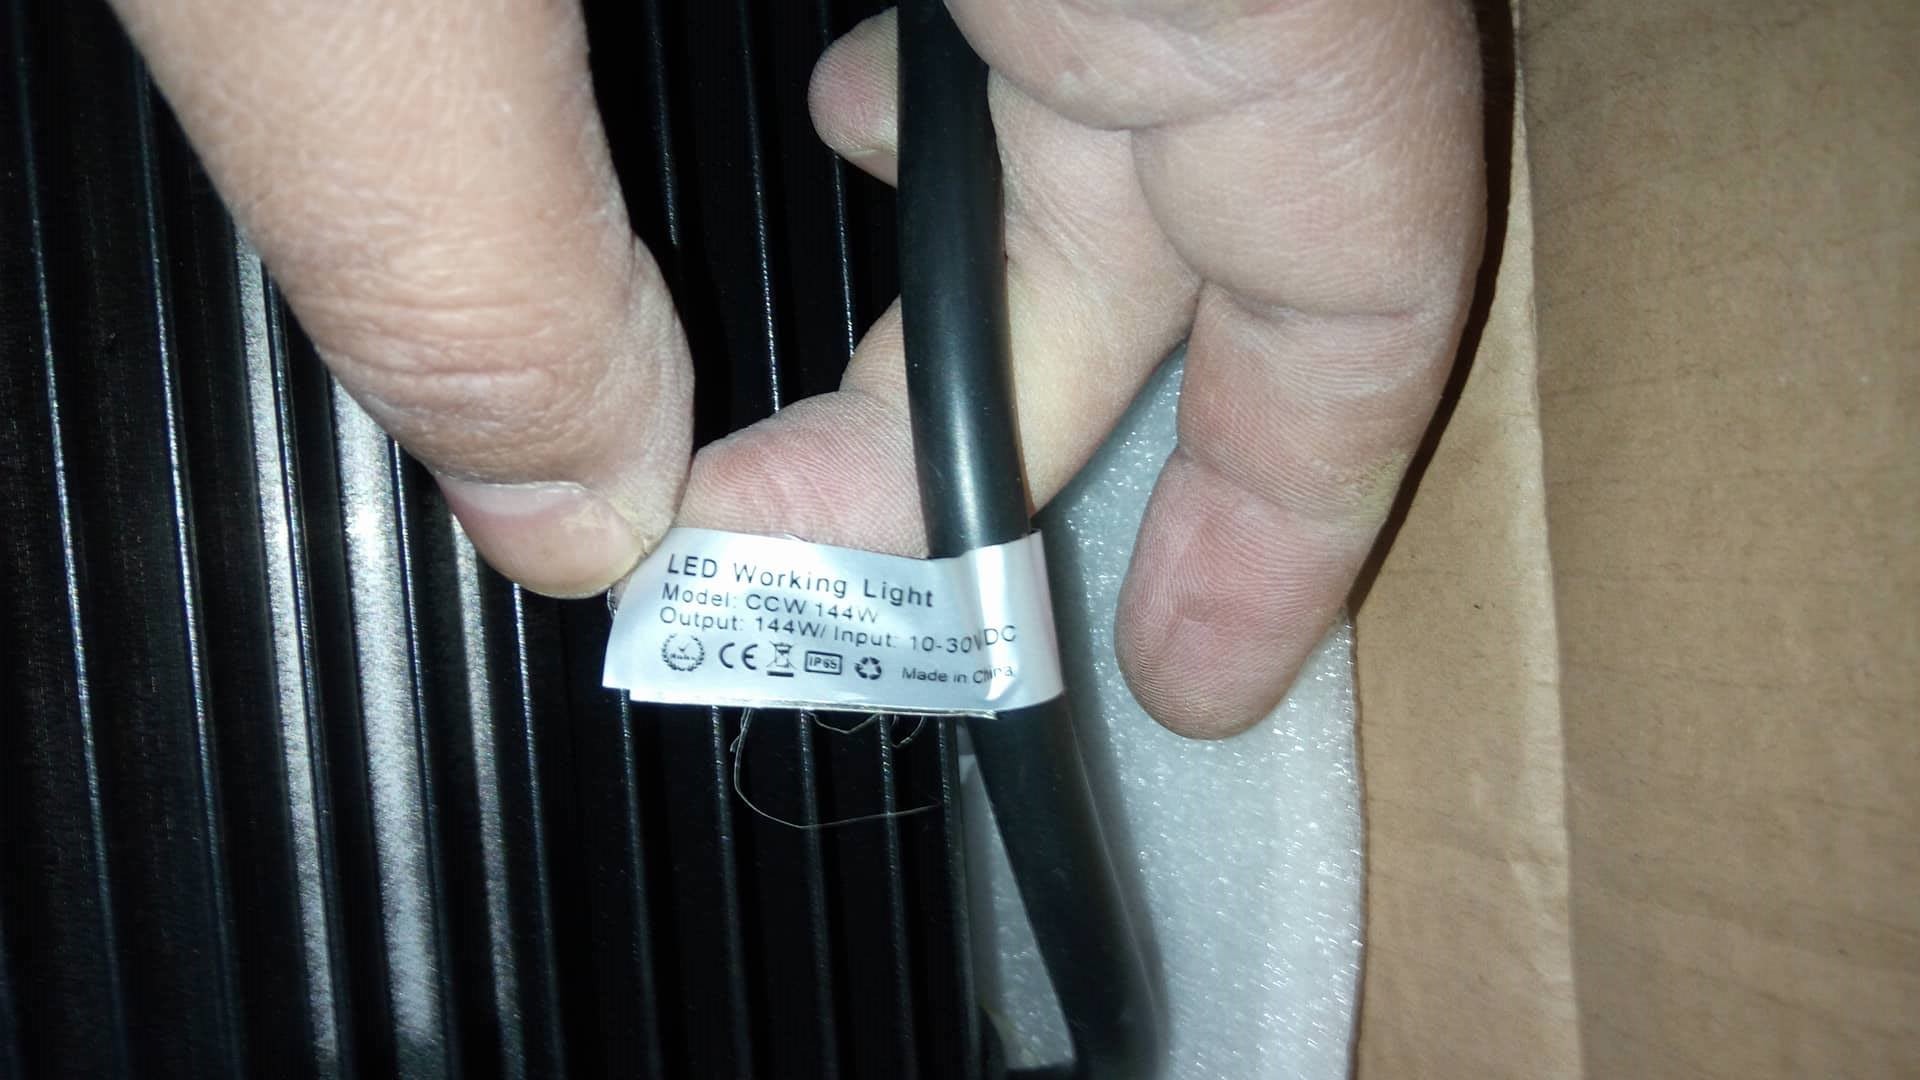 LED Working Light
Model: CCW 144W
Output: 144W/ Input: 10-30VDC
CE IP65 Made in China